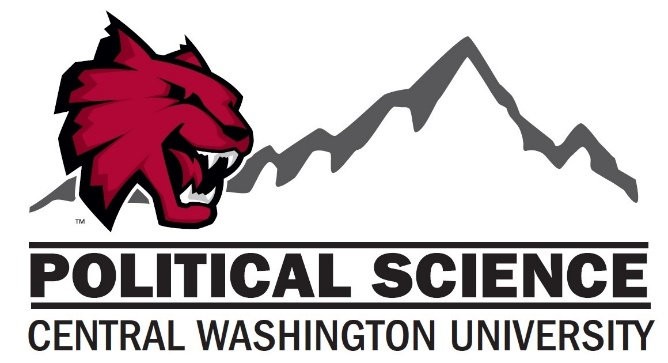 TM
POLITICAL SCIENCE
CENTRAL WASHINGTON UNIVERSITY